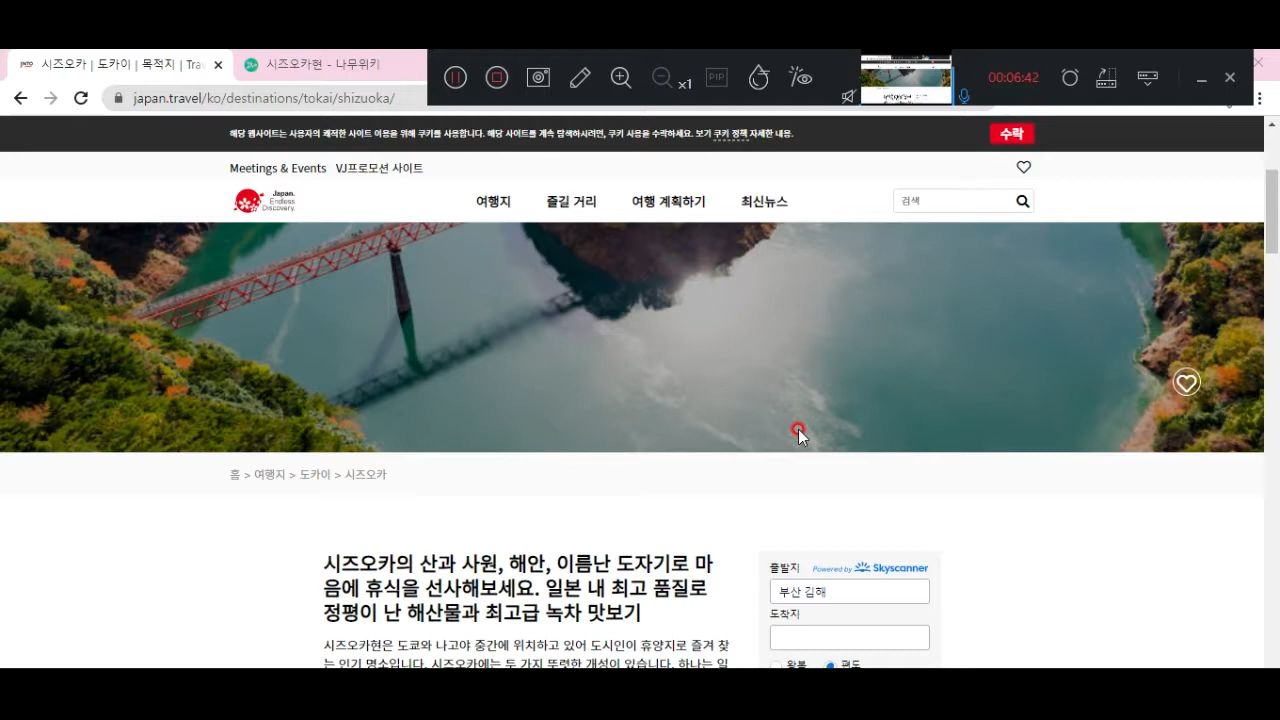 JNTO 시즈오카 | 도카이 | 목적지 | Trav
시즈오카현 - 나무위키
x1
PIP
00:06:42
japan.travel/ko/destinations/tokai/shizuoka/
해당 웹사이트는 사용자의 쾌적한 사이트 이용을 위해 쿠키를 사용합니다. 해당 사이트를 계속 탐색하시려면, 쿠키 사용을 수락하세요. 보기 쿠키 정책 자세한 내용.
수락
Meetings & Events VJ프로모션 사이트
Japan.
Endless
Discovery.
여행지 즐길 거리 여행 계획하기 최신뉴스
검색
홈 > 여행지 > 도카이 > 시즈오카
시즈오카의 산과 사원, 해안, 이름난 도자기로 마
음에 휴식을 선사해보세요. 일본 내 최고 품질로
정평이 난 해산물과 최고급 녹차 맛보기
시즈오카현은 도쿄와 나고야 중간에 위치하고 있어 도시인이 휴양지로 즐겨 찾
는 인기 명소입니다. 시즈오카에는 두 가지 뚜렷한 개성이 있습니다. 하나는 일
출발지 Powered by Skyscanner
부산 김해
도착지
왕복 편도